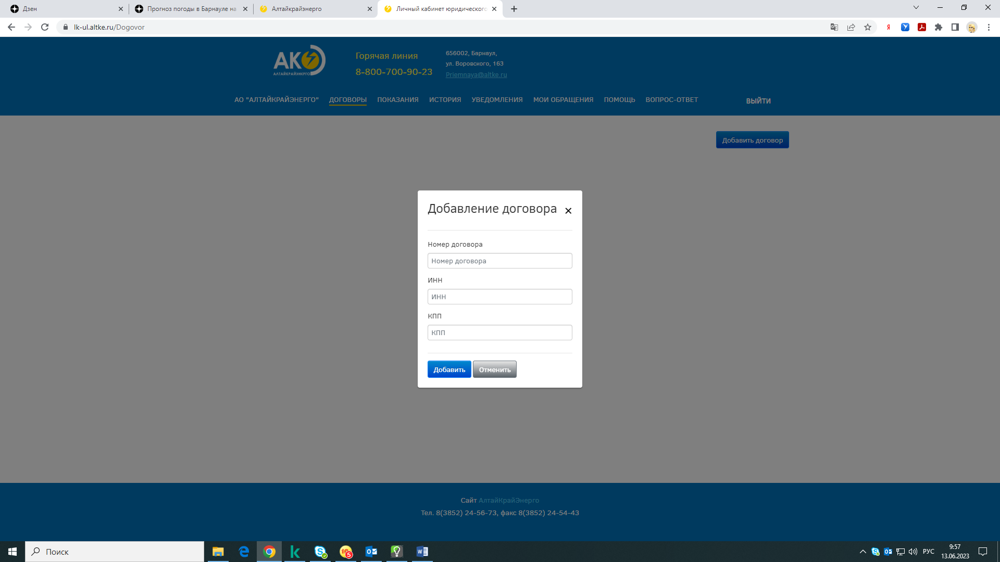 Дзен
Прогноз погоды в Барнауле на
Алтайкрайэнерго
Личный кабинет юридического
lk-ul.altke.ru/Dogovor
АКЭ
АЛТАЙКРАЙЭНЕРГО
Горячая линия
8-800-700-90-23
656002, Барнаул,
ул. Воровского, 163
Priemnaya@altke.ru
АО "АЛТАЙКРАЙЭНЕРГО" ДОГОВОРЫ ПОКАЗАНИЯ ИСТОРИЯ УВЕДОМЛЕНИЯ МОИ ОБРАЩЕНИЯ ПОМОЩЬ ВОПРОС-ОТВЕТ ВЫЙТИ
Добавить договор
Добавление договора
Номер договора
Номер договора
ИНН
ИНН
КПП
КПП
Добавить Отменить
Сайт АлтайКрайЭнерго
Тел. 8(3852) 24-56-73, факс 8(3852) 24-54-43
Поиск
РУС
9:57
13.06.2023